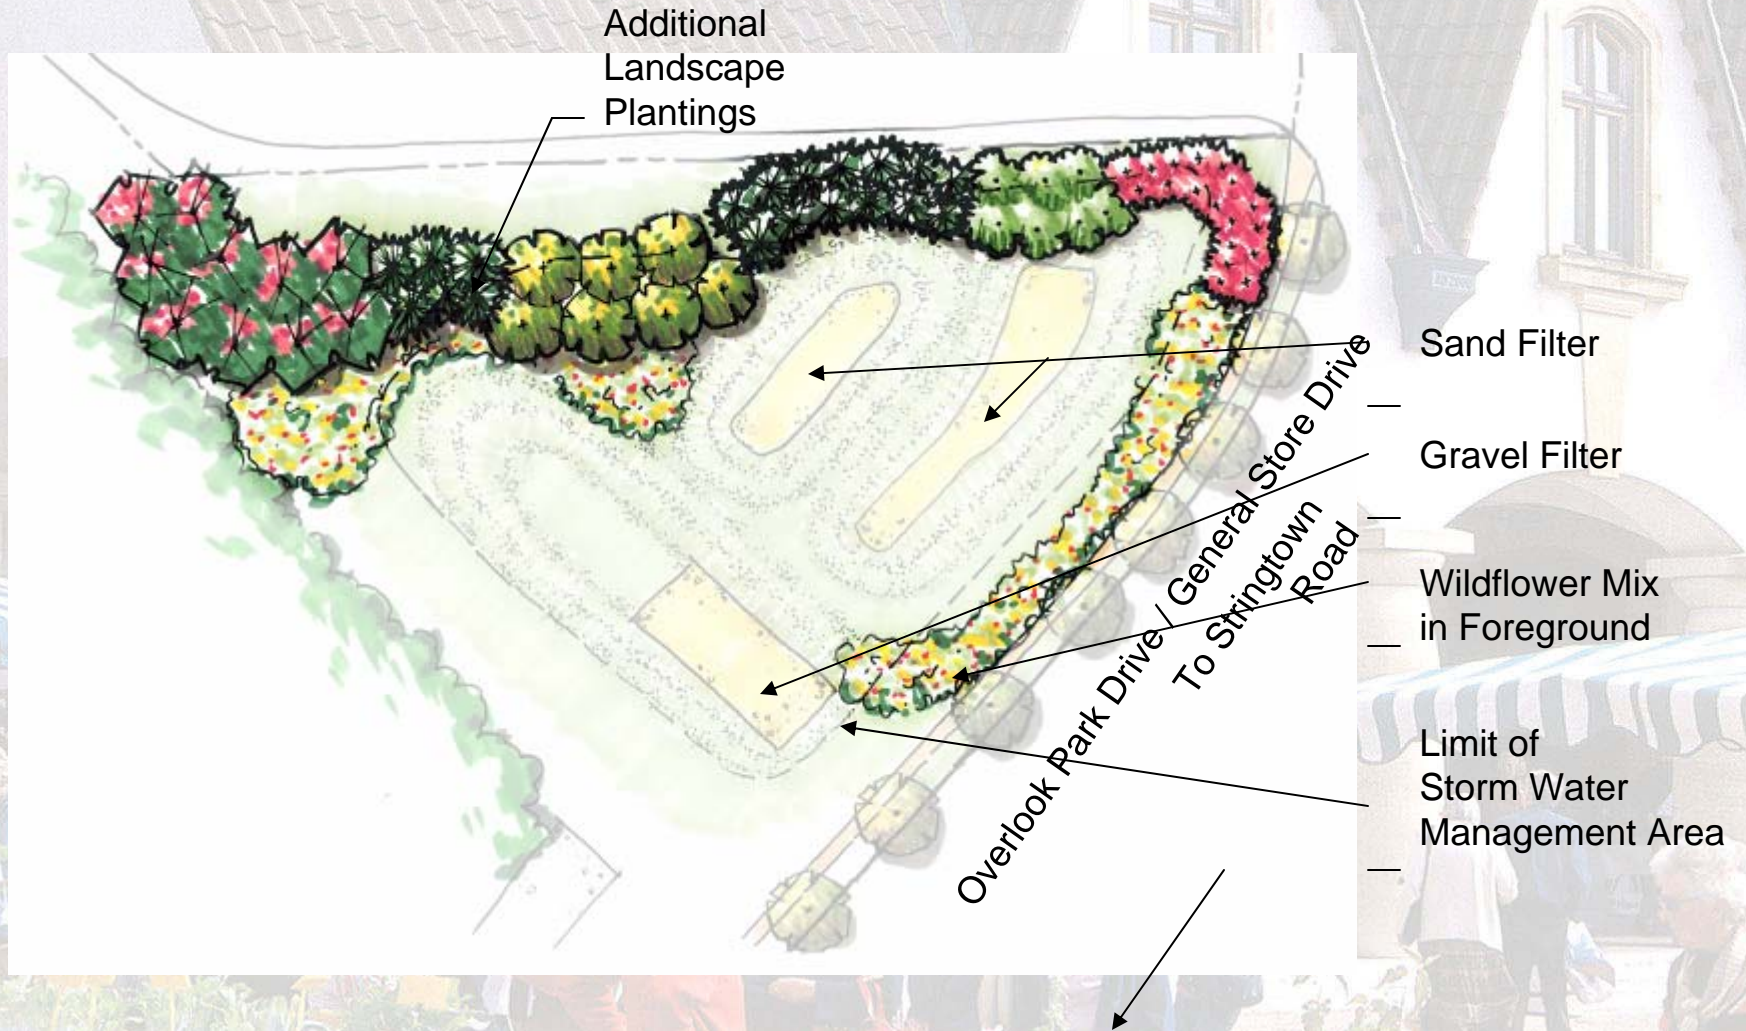 Additional
Landscape
Plantings
Sand Filter
Gravel Filter
Wildflower Mix
in Foreground
Limit of
Storm Water
Management Area
Overlook Park Drive / General Store Drive
To Stringtown
Road